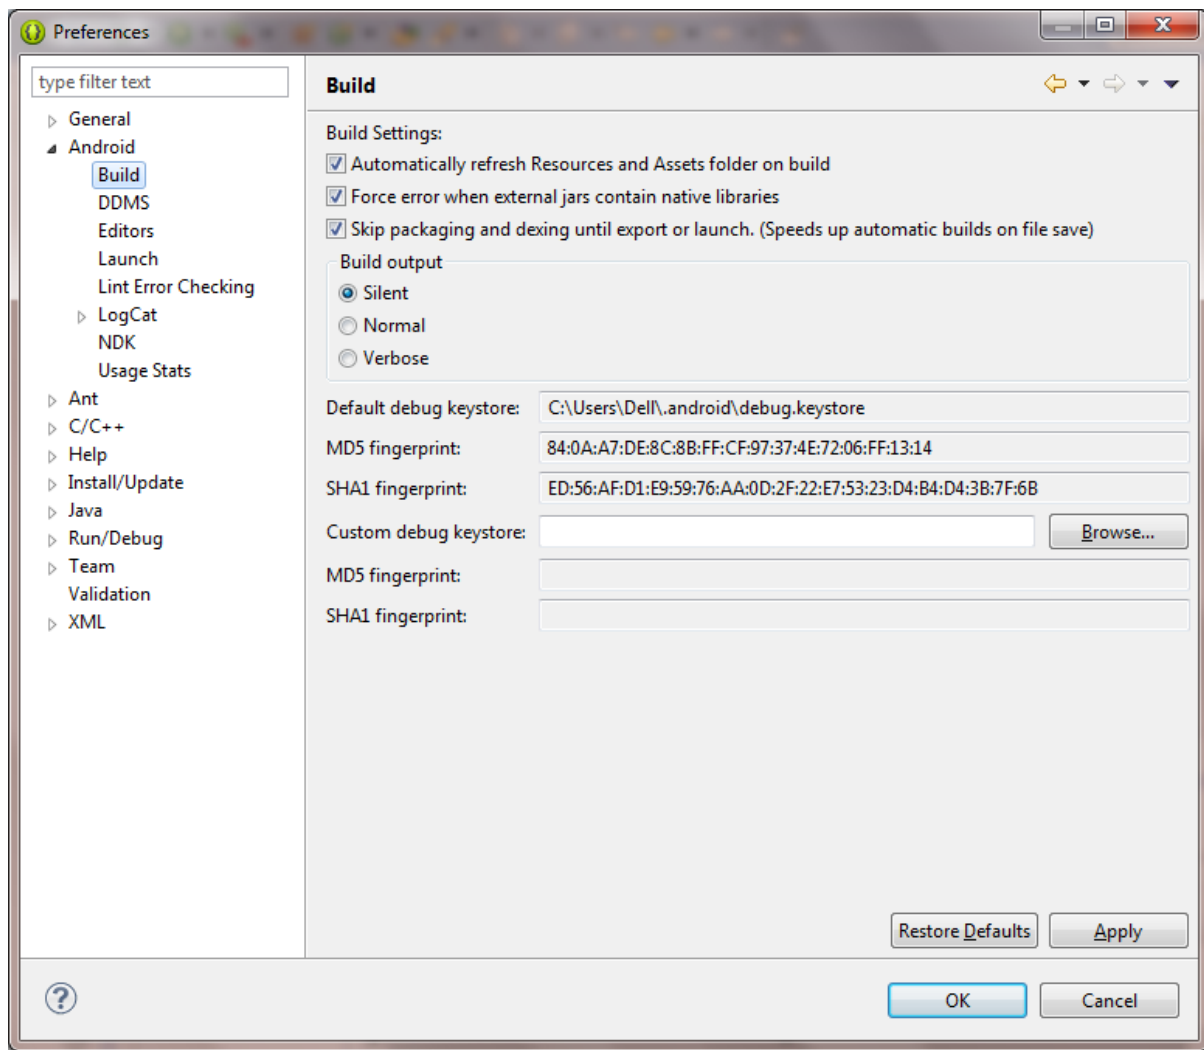 Preferences
type filter text
General
Android
Build
DDMS
Editors
Launch
Lint Error Checking
LogCat
NDK
Usage Stats
Ant
C/C++
Help
Install/Update
Java
Run/Debug
Team
Validation
XML
Build
Build Settings:
Automatically refresh Resources and Assets folder on build
Force error when external jars contain native libraries
Skip packaging and dexing until export or launch. (Speeds up automatic builds on file save)
Build output
Silent
Normal
Verbose
Default debug keystore: C:\Users\Dell\.android\debug.keystore
MD5 fingerprint: 84:0A:A7:DE:8C:8B:FF:CF:97:37:4E:72:06:FF:13:14
SHA1 fingerprint: ED:56:AF:D1:E9:59:76:AA:0D:2F:22:E7:53:23:D4:B4:D4:3B:7F:6B
Custom debug keystore: Browse...
MD5 fingerprint:
SHA1 fingerprint:
Restore Defaults Apply
OK Cancel